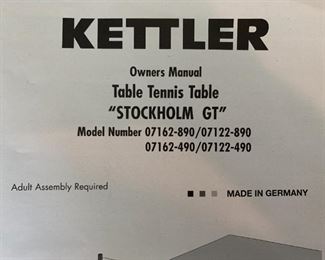 KETTLER
Owners Manual
Table Tennis Table
"STOCKHOLM GT"
Model Number 07162-890/07122-890
07162-490/07122-490
Adult Assembly Required
MADE IN GERMANY